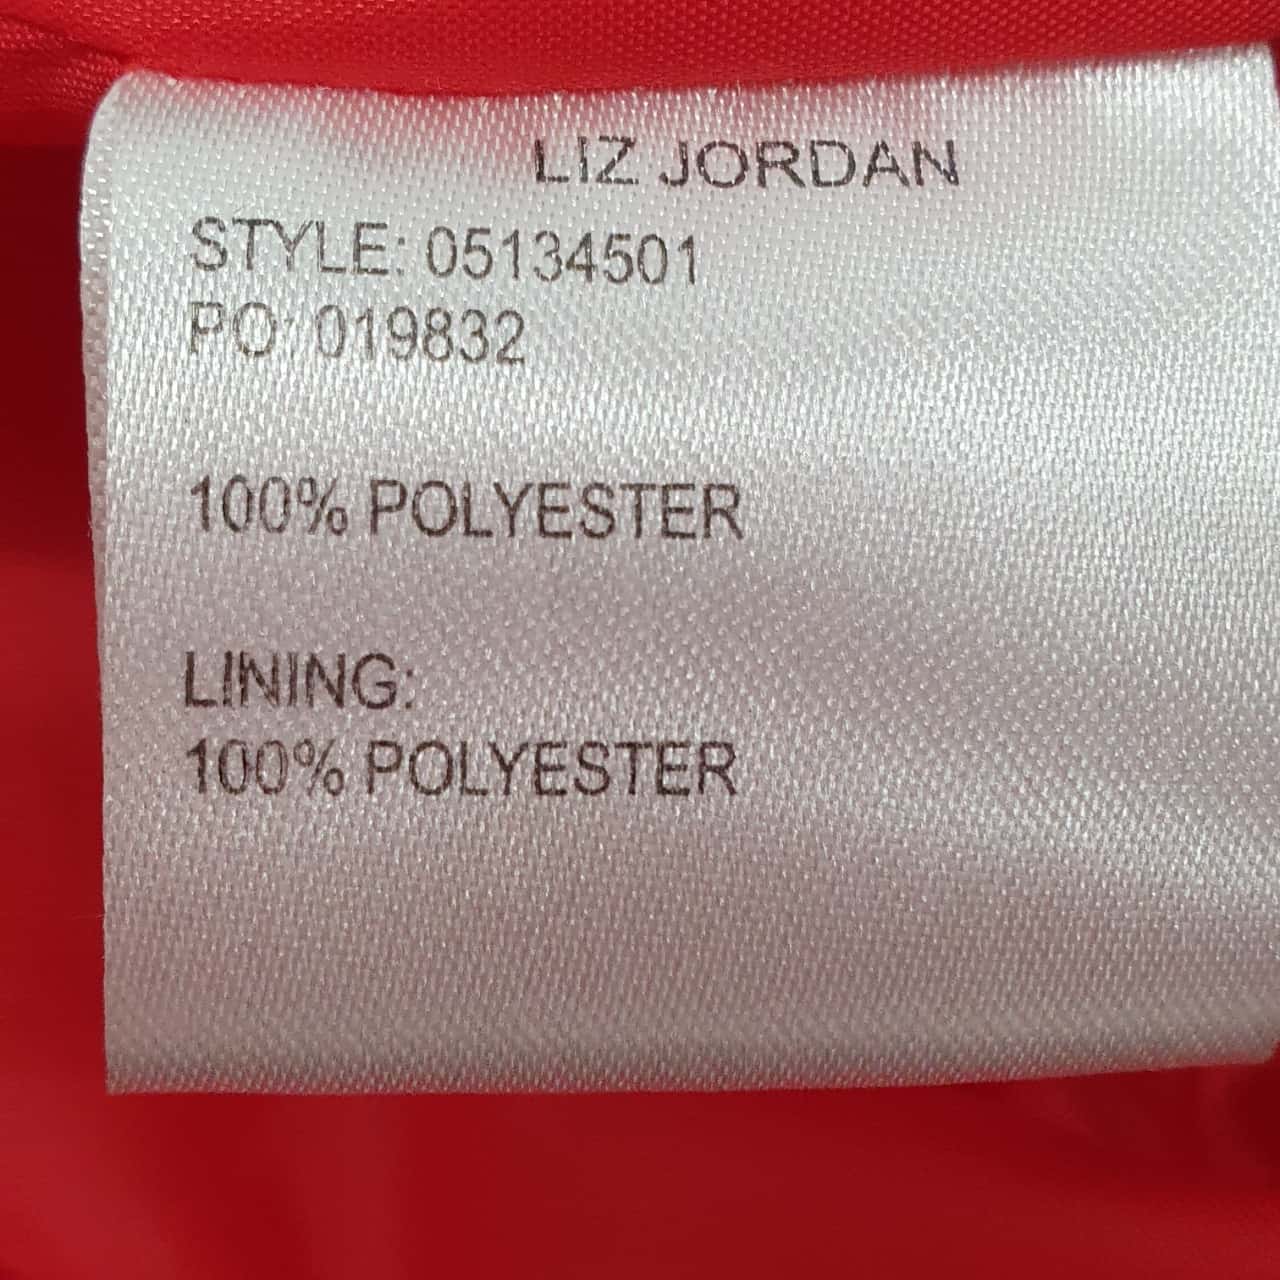 LIZ JORDAN
STYLE: 05134501
PO: 019832
100% POLYESTER
LINING:
100% POLYESTER